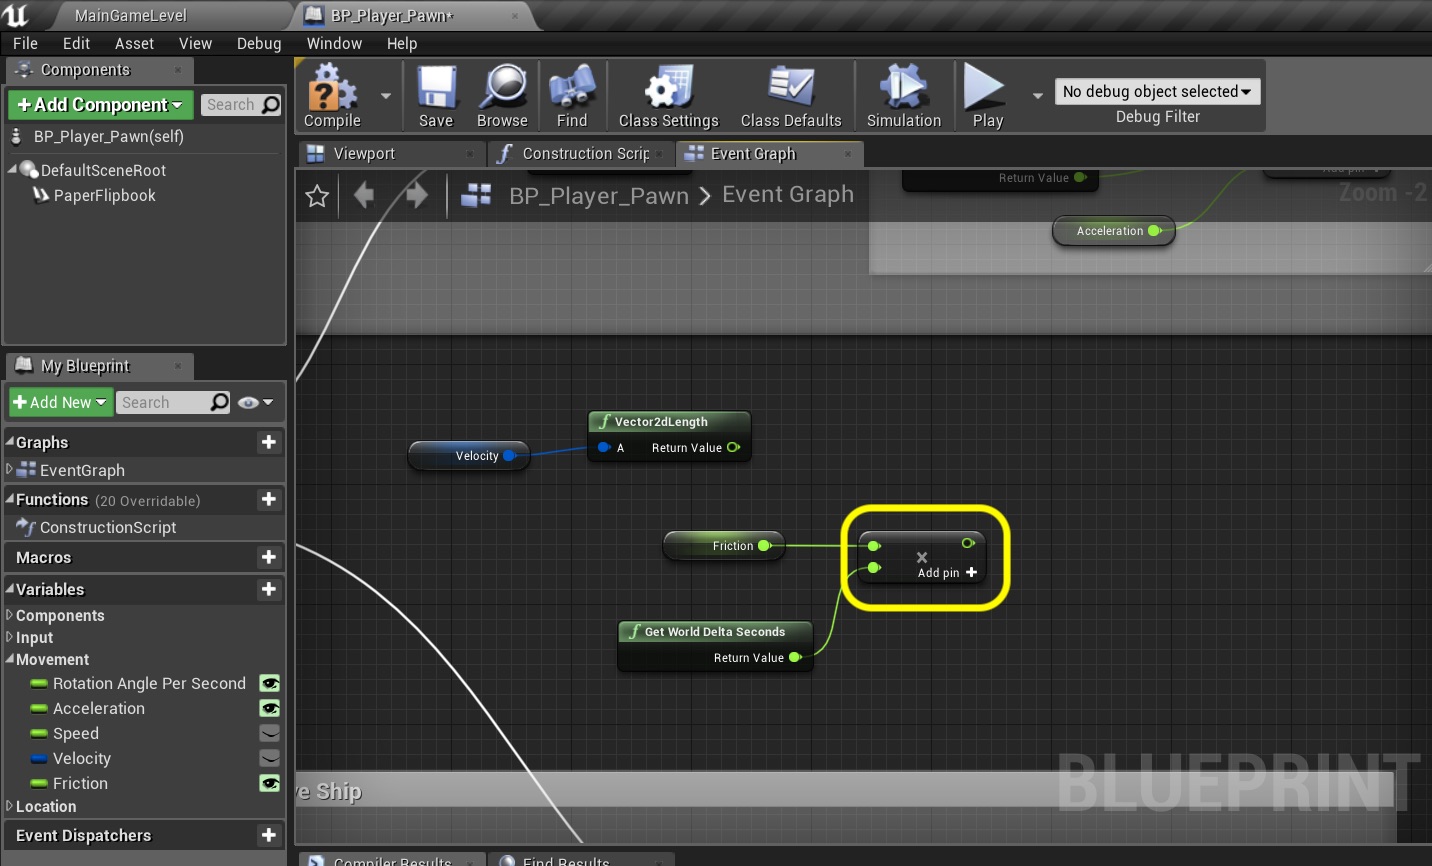 MainGameLevel
BP_Player_Pawn*
File Edit Asset View Debug Window Help
Components
Add Component
Search
BP_Player_Pawn(self)
DefaultSceneRoot
PaperFlipbook
Compile
Save
Browse
Find
Class Settings
Class Defaults
Simulation
Play
No debug object selected
Debug Filter
Viewport
Construction Scrip
Event Graph
BP_Player_Pawn > Event Graph
Zoom -2
Return Value
Add pin
Acceleration
My Blueprint
Add New
Search
Graphs
EventGraph
Functions (20 Overridable)
ConstructionScript
Macros
Variables
Components
Input
Movement
Rotation Angle Per Second
Acceleration
Speed
Velocity
Friction
Location
Event Dispatchers
Velocity
Vector2dLength
A Return Value
Friction
Add pin
Get World Delta Seconds
Return Value
ve Ship
BLUEPRINT
Compiler Results
Find Results